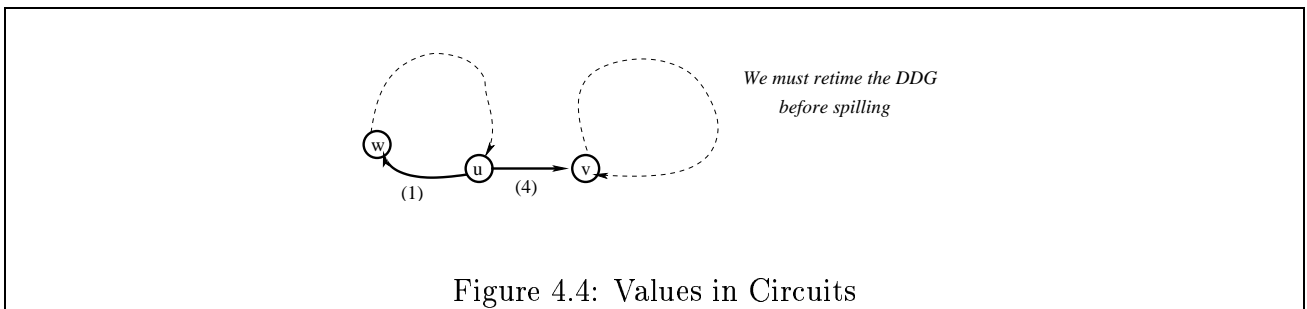 We must retime the DDG
before spilling
w
u
v
(1)
(4)
Figure 4.4: Values in Circuits